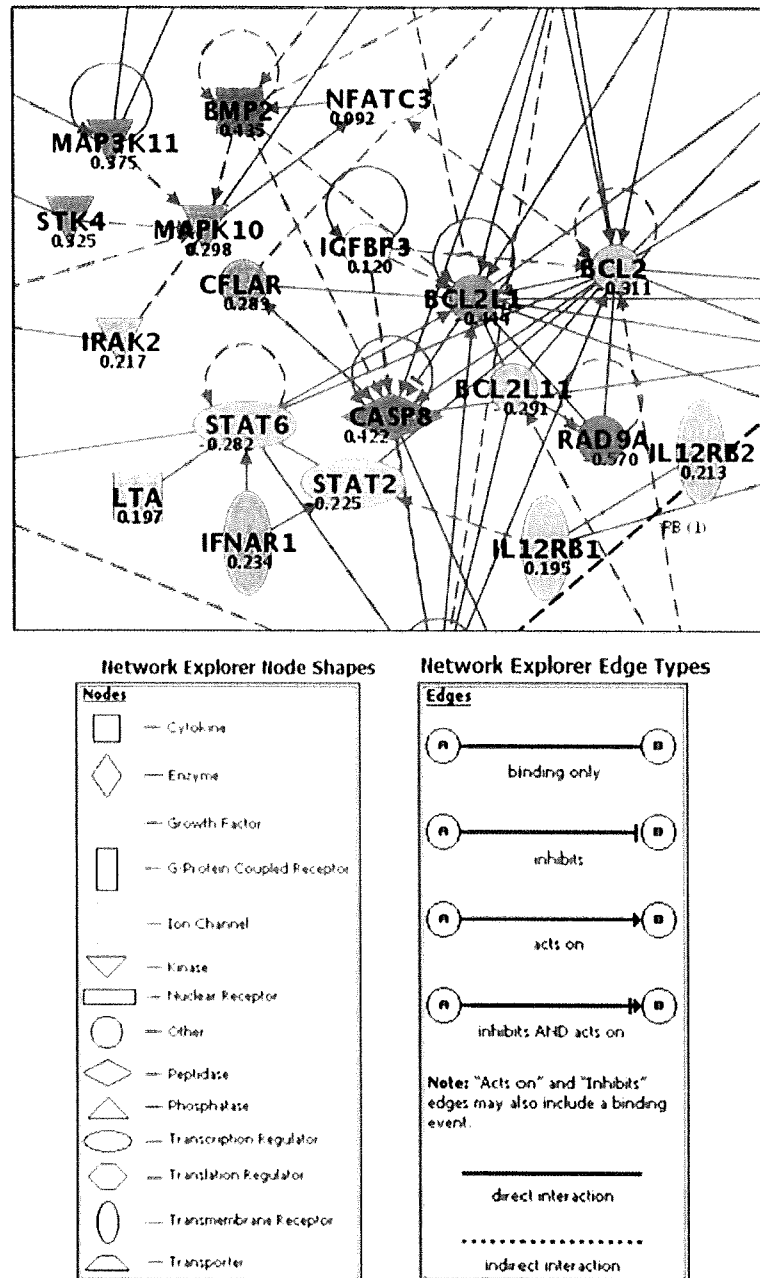 BMP2
0.435
NFATC3
0.092
MAP3K11
0.375
STK4
0.325
MAPK10
0.298
IGFBP3
0.120
BCL2
-0.311
CFLAR
0.289
BCL2L1
-0.444
IRAK2
0.217
BCL2L11
-0.291
STAT6
-0.282
CASP8
0.422
RAD9A
-0.570
IL12RB2
0.213
STAT2
-0.225
LTA
0.197
IFNAR1
0.234
IL12RB1
0.195
PB (1)
Network Explorer Node Shapes
Nodes
Cytokine
Enzyme
Growth Factor
G-Protein Coupled Receptor
Ion Channel
Kinase
Nuclear Receptor
Other
Peptidase
Phosphatase
Transcription Regulator
Translation Regulator
Transmembrane Receptor
Transporter
Network Explorer Edge Types
Edges
A B
binding only
A B
inhibits
A B
acts on
A B
inhibits AND acts on
Note: "Acts on" and "Inhibits"
edges may also include a binding
event.
direct interaction
indirect interaction